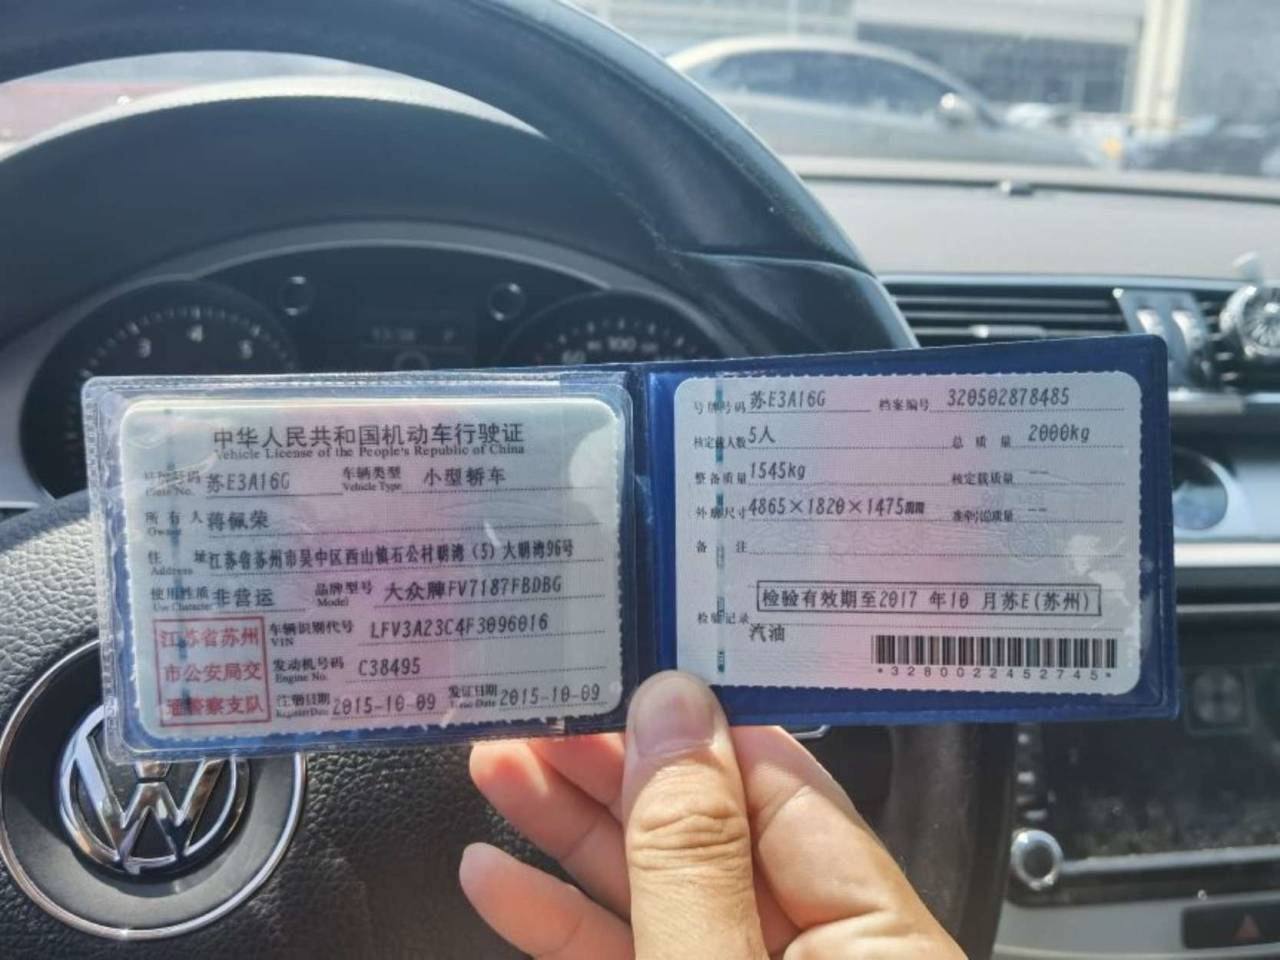 中华人民共和国机动车行驶证
Vehicle License of the People's Republic of China
号牌号码 苏E3A16G 车辆类型 小型轿车
Plate No. Vehicle Type
所有人 蒋佩荣
Owner
住址 江苏省苏州市吴中区西山镇石公村明湾(5)大明湾96号
Address
使用性质 非营运 品牌型号 大众牌FV7187FBDBG
Use Character Model
江苏省苏州
市公安局交
通警察支队
车辆识别代号 LFV3A23C4F3096016
VIN
发动机号码 C38495
Engine No.
注册日期 2015-10-09 发证日期 2015-10-09
Register Date Issue Date
号牌号码 苏E3A16G 档案编号 320502878485
核定载人数 5人 总质量 2000kg
整备质量 1545kg 核定载质量 --
外廓尺寸 4865×1820×1475mm 准牵引总质量 --
备注
检验有效期至2017年10月苏E(苏州)
检验记录
汽油
*3280022452745*
3 4 5
100